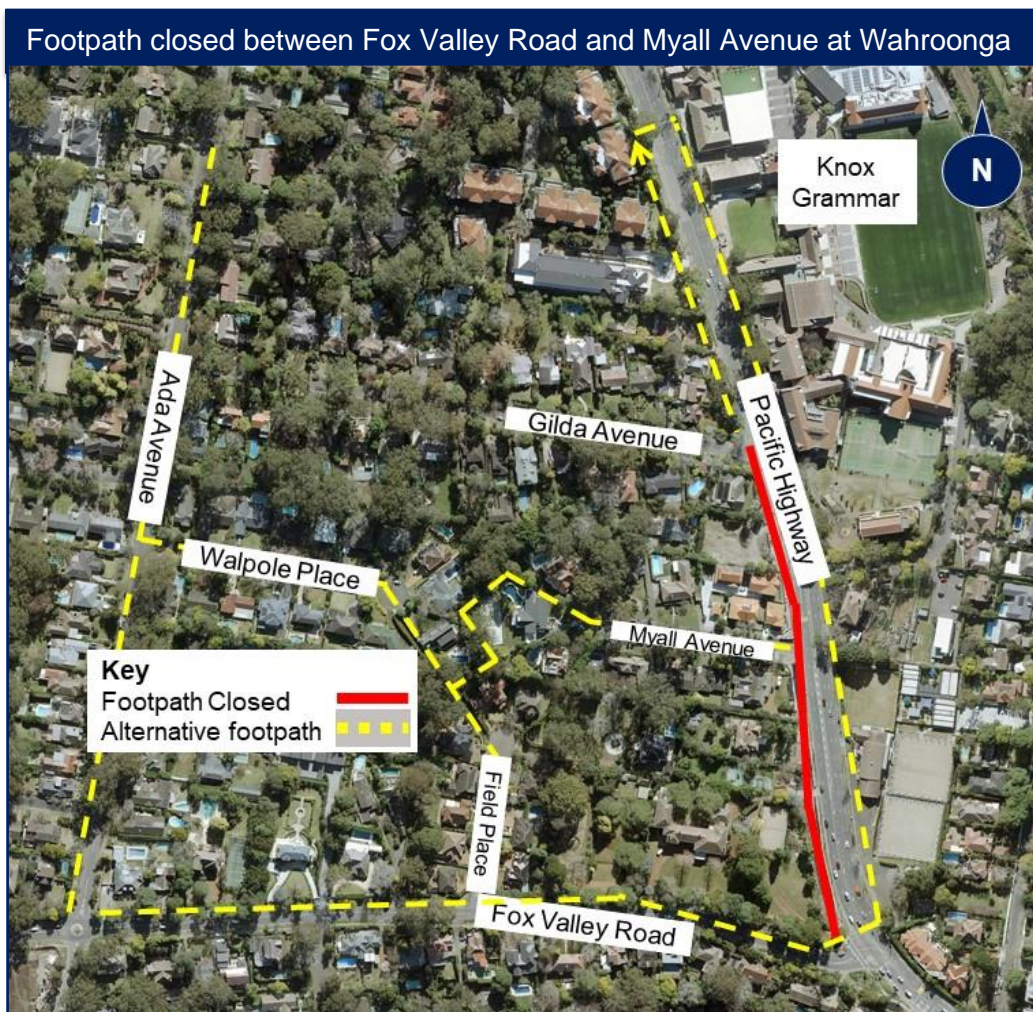 Footpath closed between Fox Valley Road and Myall Avenue at Wahroonga
N
Knox
Grammar
Ada Avenue
Gilda Avenue
Pacific Highway
Walpole Place
Myall Avenue
Key
Footpath Closed
Alternative footpath
Field Place
Fox Valley Road